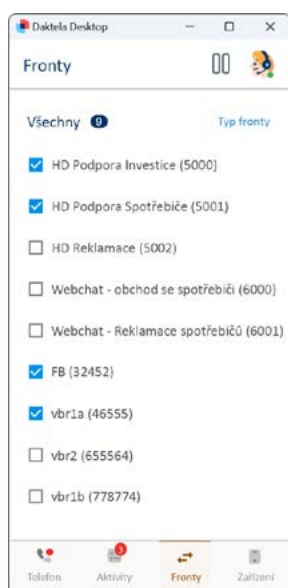 Daktela Desktop
Fronty
Všechny 9
Typ fronty
HD Podpora Investice (5000)
HD Podpora Spotřebiče (5001)
HD Reklamace (5002)
Webchat - obchod se spotřebiči (6000)
Webchat - Reklamace spotřebičů (6001)
FB (32452)
vbr1a (46555)
vbr2 (655564)
vbr1b (778774)
3
Telefon Aktivity Fronty Zařízení